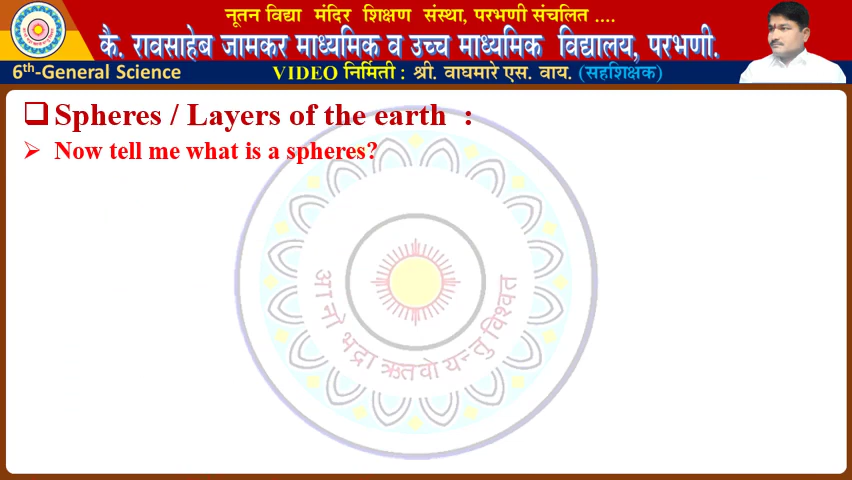 नूतन विद्या मंदिर शिक्षण संस्था, परभणी संचलित ....
कै. रावसाहेब जामकर माध्यमिक व उच्च माध्यमिक विद्यालय, परभणी.
6th-General Science
VIDEO निर्मिती : श्री. वाघमारे एस. वाय. (सहशिक्षक)
Spheres / Layers of the earth :
Now tell me what is a spheres?
आ नो भद्रा ऋतवो यन्तु विश्वत